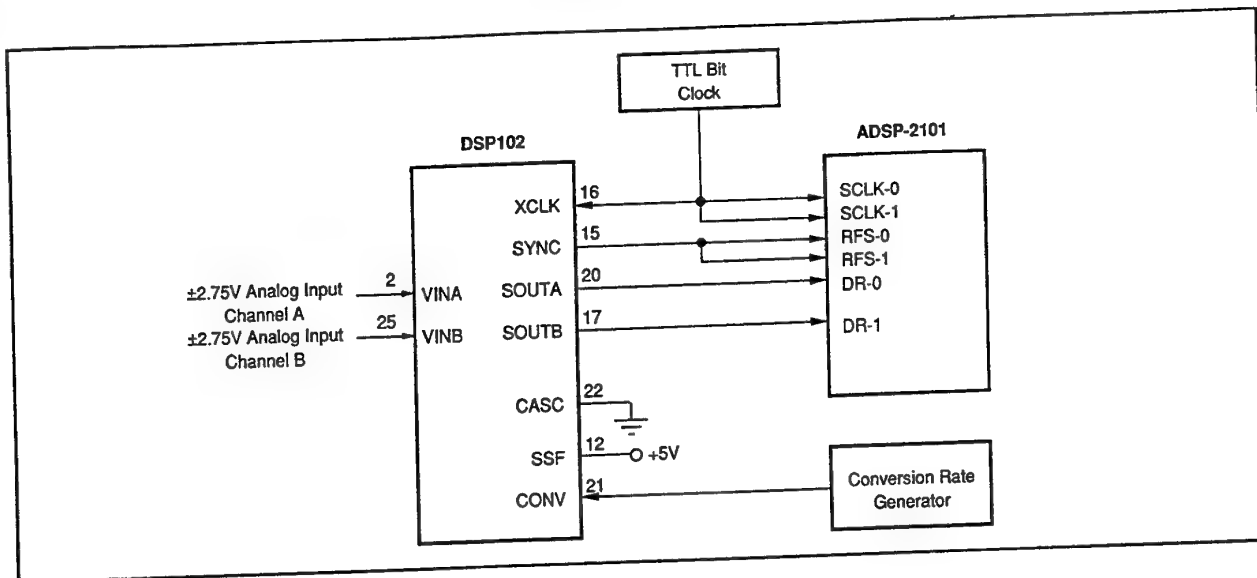 TTL Bit
Clock
DSP102
ADSP-2101
XCLK
16
SCLK-0
SCLK-1
SYNC
15
RFS-0
RFS-1
±2.75V Analog Input
Channel A
2
VINA
SOUTA
20
DR-0
±2.75V Analog Input
Channel B
25
VINB
SOUTB
17
DR-1
CASC
22
SSF
12
+5V
CONV
21
Conversion Rate
Generator